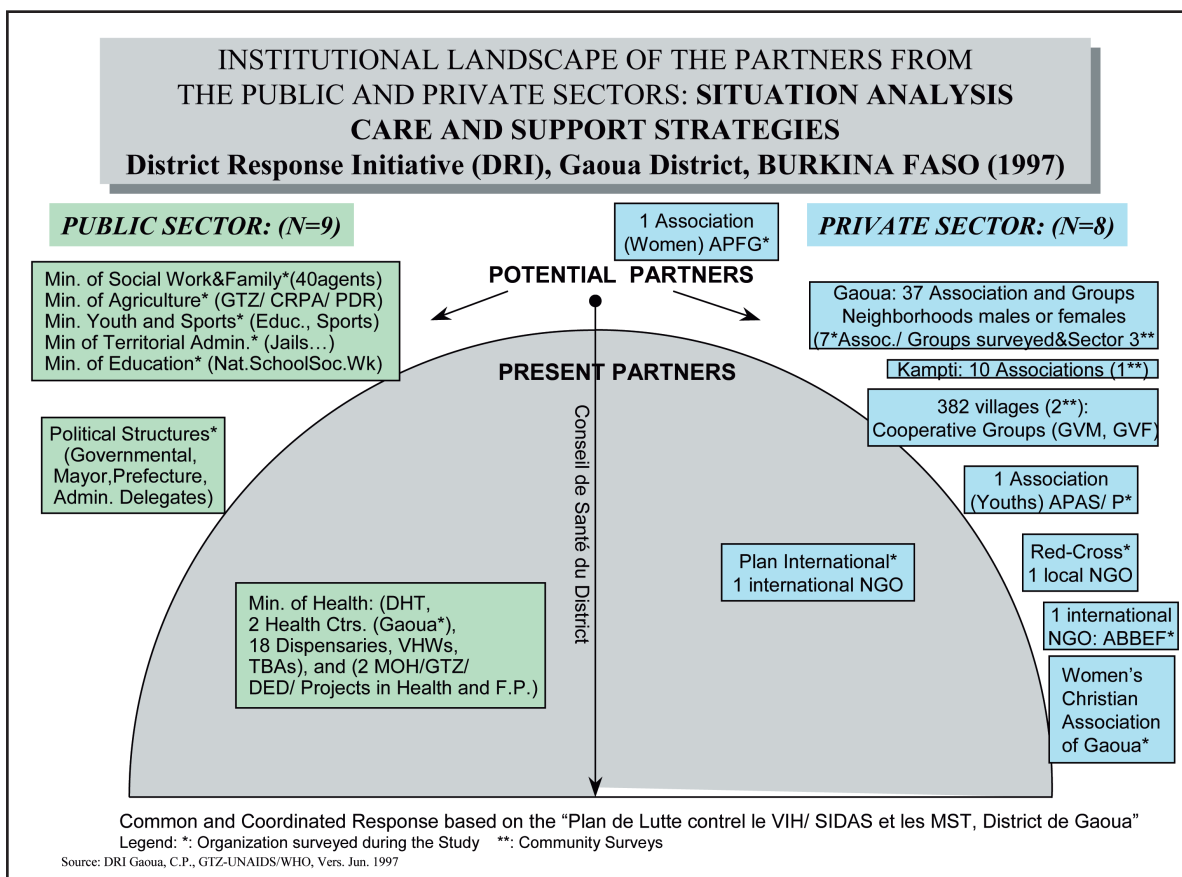 INSTITUTIONAL LANDSCAPE OF THE PARTNERS FROM
THE PUBLIC AND PRIVATE SECTORS: SITUATION ANALYSIS
CARE AND SUPPORT STRATEGIES
District Response Initiative (DRI), Gaoua District, BURKINA FASO (1997)
PUBLIC SECTOR: (N=9)
1 Association
(Women) APFG*
PRIVATE SECTOR: (N=8)
POTENTIAL PARTNERS
Min. of Social Work&Family*(40agents)
Min. of Agriculture* (GTZ/ CRPA/ PDR)
Min. Youth and Sports* (Educ., Sports)
Min of Territorial Admin.* (Jails…)
Min. of Education* (Nat.SchoolSoc.Wk)
Gaoua: 37 Association and Groups
Neighborhoods males or females
(7*Assoc./ Groups surveyed&Sector 3**
PRESENT PARTNERS
Kampti: 10 Associations (1**)
382 villages (2**):
Cooperative Groups (GVM, GVF)
Political Structures*
(Governmental,
Mayor,Prefecture,
Admin. Delegates)
1 Association
(Youths) APAS/ P*
Conseil de Santé du District
Plan International*
1 international NGO
Red-Cross*
1 local NGO
Min. of Health: (DHT,
2 Health Ctrs. (Gaoua*),
18 Dispensaries, VHWs,
TBAs), and (2 MOH/GTZ/
DED/ Projects in Health and F.P.)
1 international
NGO: ABBEF*
Women's
Christian
Association
of Gaoua*
Common and Coordinated Response based on the “Plan de Lutte contrel le VIH/ SIDAS et les MST, District de Gaoua”
Legend: *: Organization surveyed during the Study **: Community Surveys
Source: DRI Gaoua, C.P., GTZ-UNAIDS/WHO, Vers. Jun. 1997